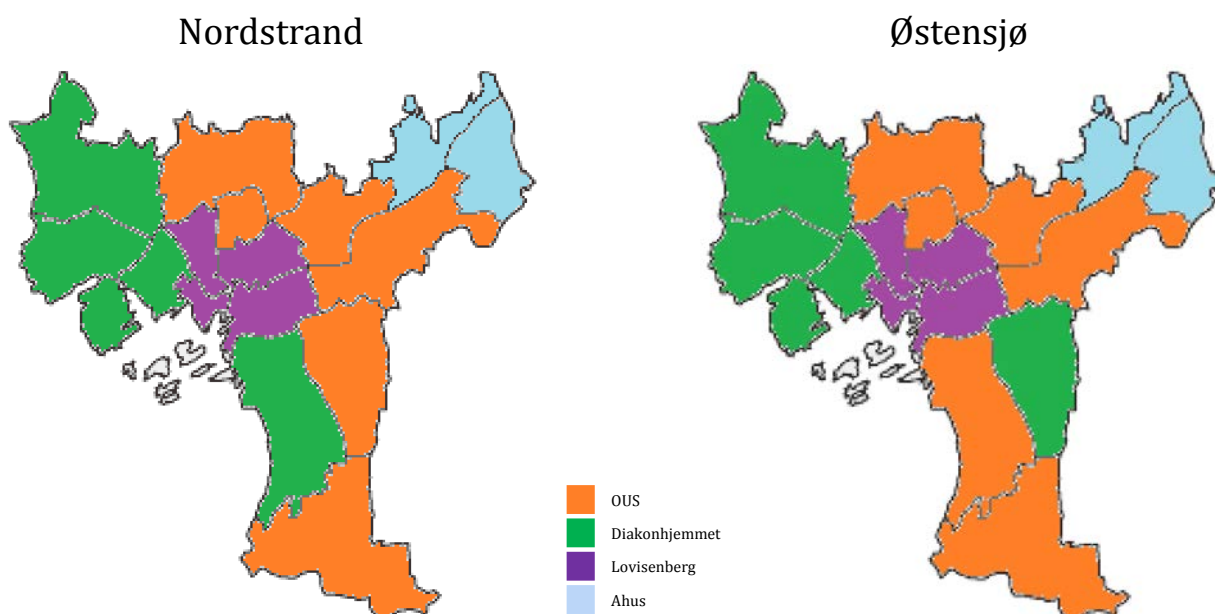 Nordstrand
Østensjø
OUS
Diakonhjemmet
Lovisenberg
Ahus